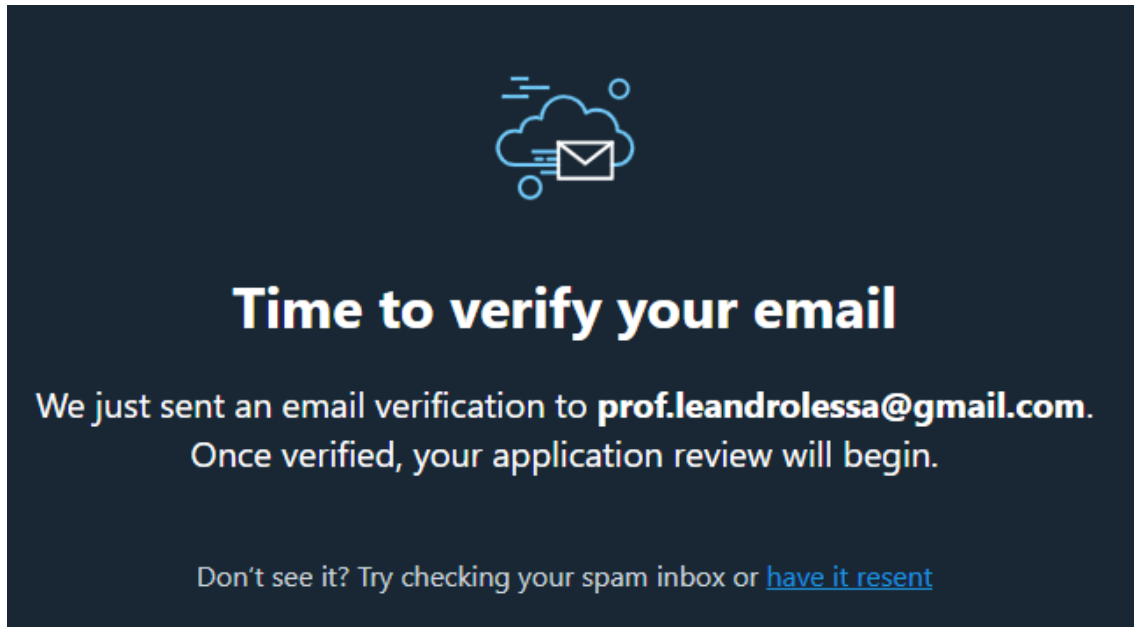 Time to verify your email
We just sent an email verification to prof.leandrolessa@gmail.com.
Once verified, your application review will begin.
Don’t see it? Try checking your spam inbox or have it resent